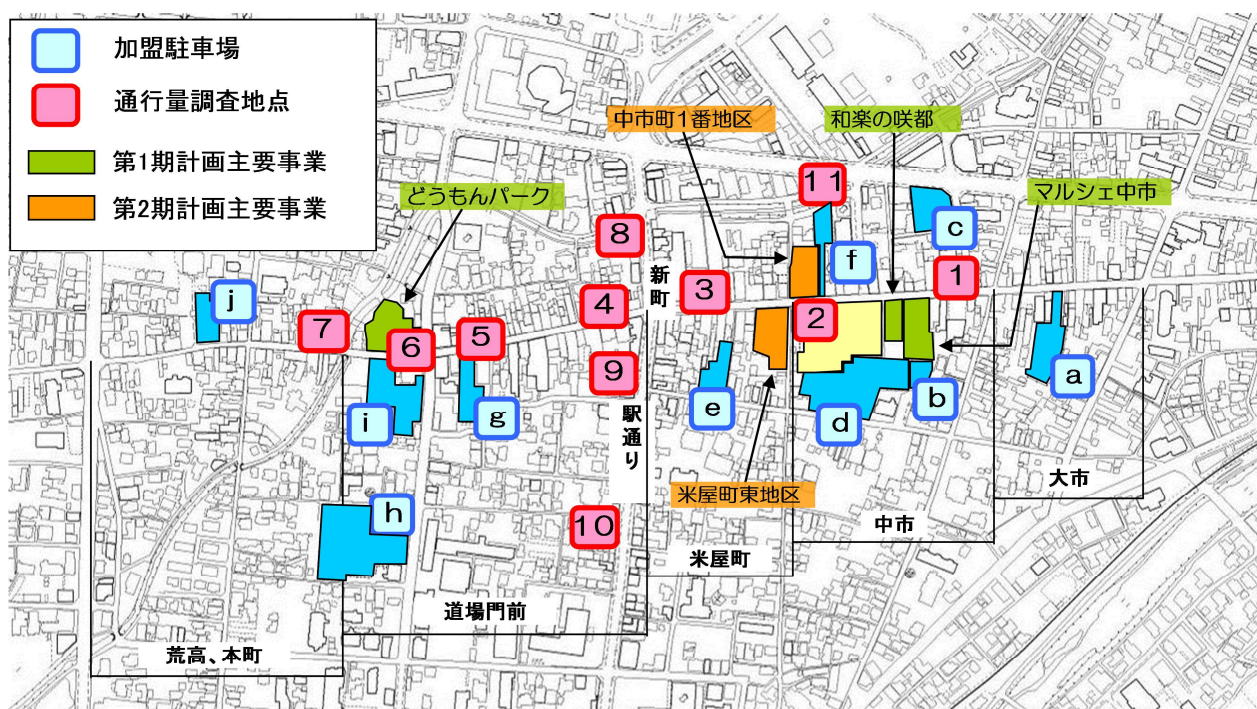 加盟駐車場
通行量調査地点
第1期計画主要事業
第2期計画主要事業
中市町1番地区
和楽の咲都
どうもんパーク
マルシェ中市
11
c
8
f
1
新町
3
j
4
2
7
5
6
9
a
e
b
i
g
d
駅通り
大市
米屋町東地区
h
10
中市
米屋町
道場門前
荒高、本町